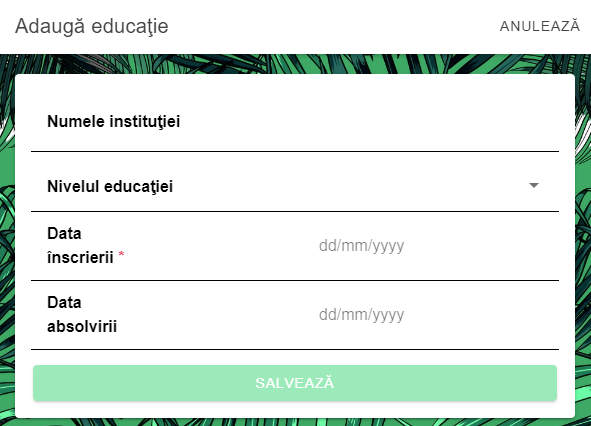 Adaugă educaţie
ANULEAZĂ
Numele instituţiei
Nivelul educaţiei
Data
înscrierii *
dd/mm/yyyy
Data
absolvirii
dd/mm/yyyy
SALVEAZĂ